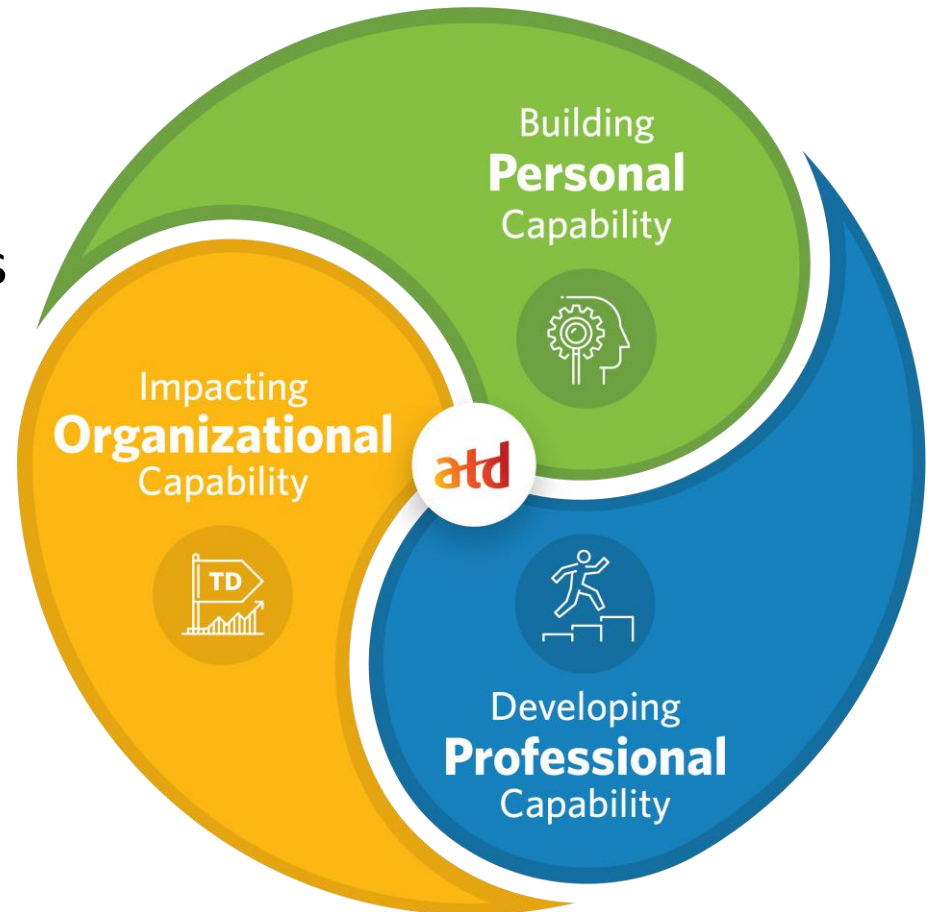 Building
Personal
Capability
s
Impacting
Organizational
Capability
atd
TD
Developing
Professional
Capability